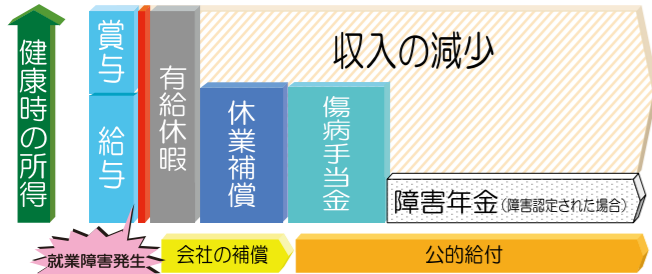 健康時の所得
賞与
給与
有給休暇
休業補償
傷病手当金
収入の減少
障害年金(障害認定された場合)
就業障害発生
会社の補償
公的給付